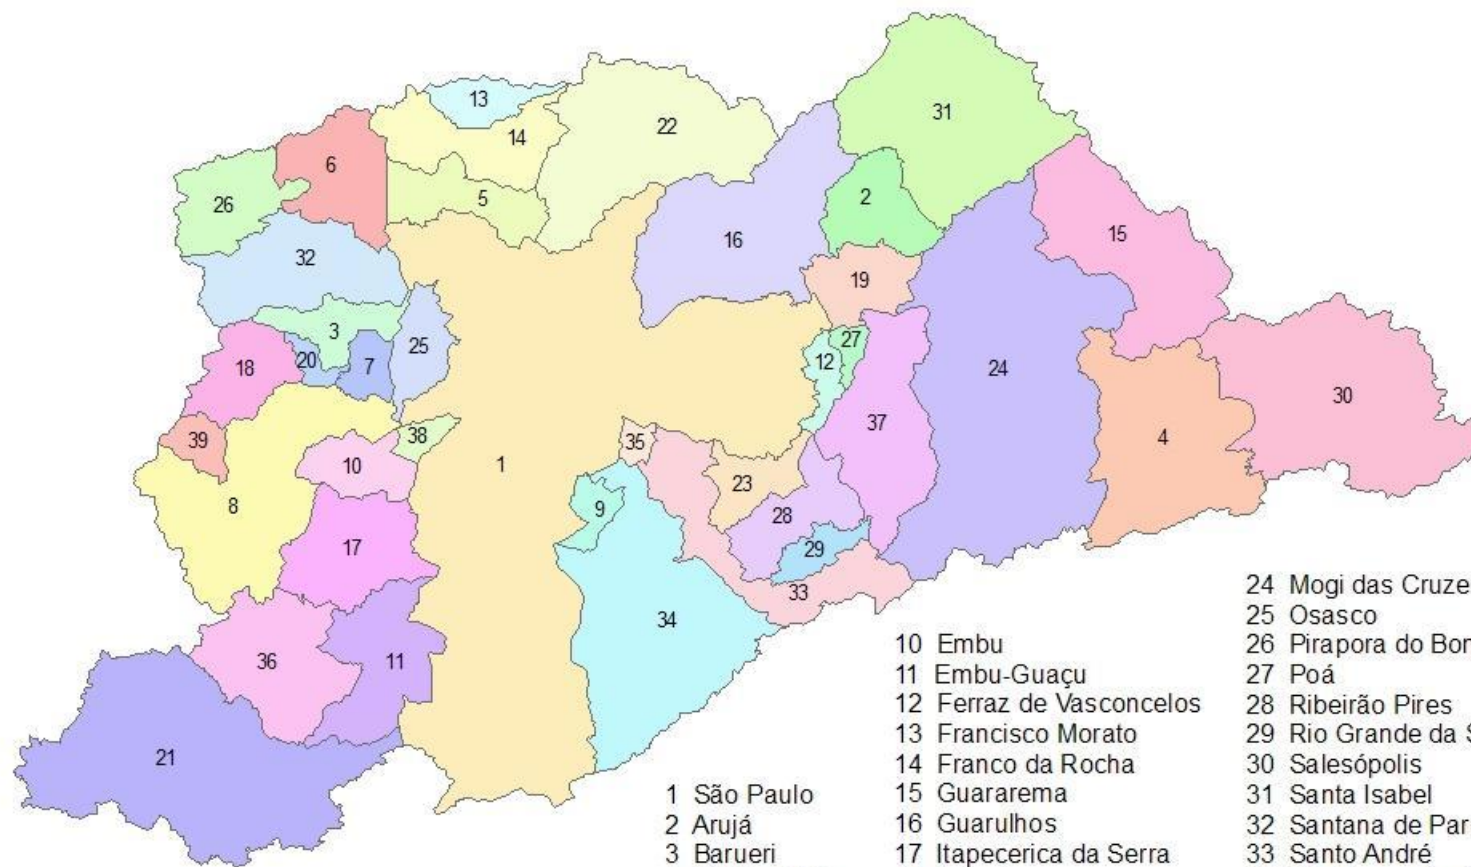 13
31
22
14
6
5
2
26
15
16
32
19
3
25
27
20
18
7
12
24
30
37
38
39
35
4
10
1
23
8
9
28
17
29
33
34
36
11
21
1 São Paulo
2 Arujá
3 Barueri
10 Embu
11 Embu-Guaçu
12 Ferraz de Vasconcelos
13 Francisco Morato
14 Franco da Rocha
15 Guararema
16 Guarulhos
17 Itapecerica da Serra
24 Mogi das Cruze
25 Osasco
26 Pirapora do
27 Poá
28 Ribeirão Pires
29 Rio Grande da
30 Salesópolis
31 Santa Isabel
32 Santana de Par
33 Santo André